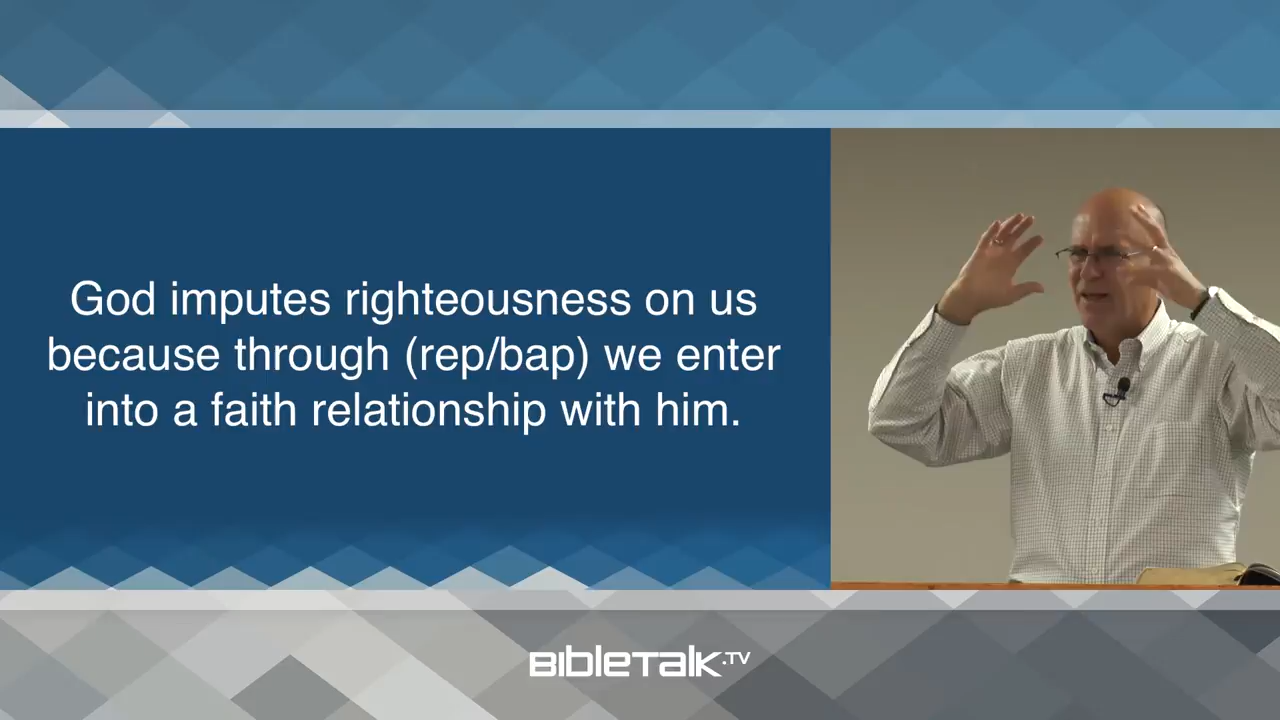 God imputes righteousness on us
because through (rep/bap) we enter
into a faith relationship with him.
BibleTalk.TV